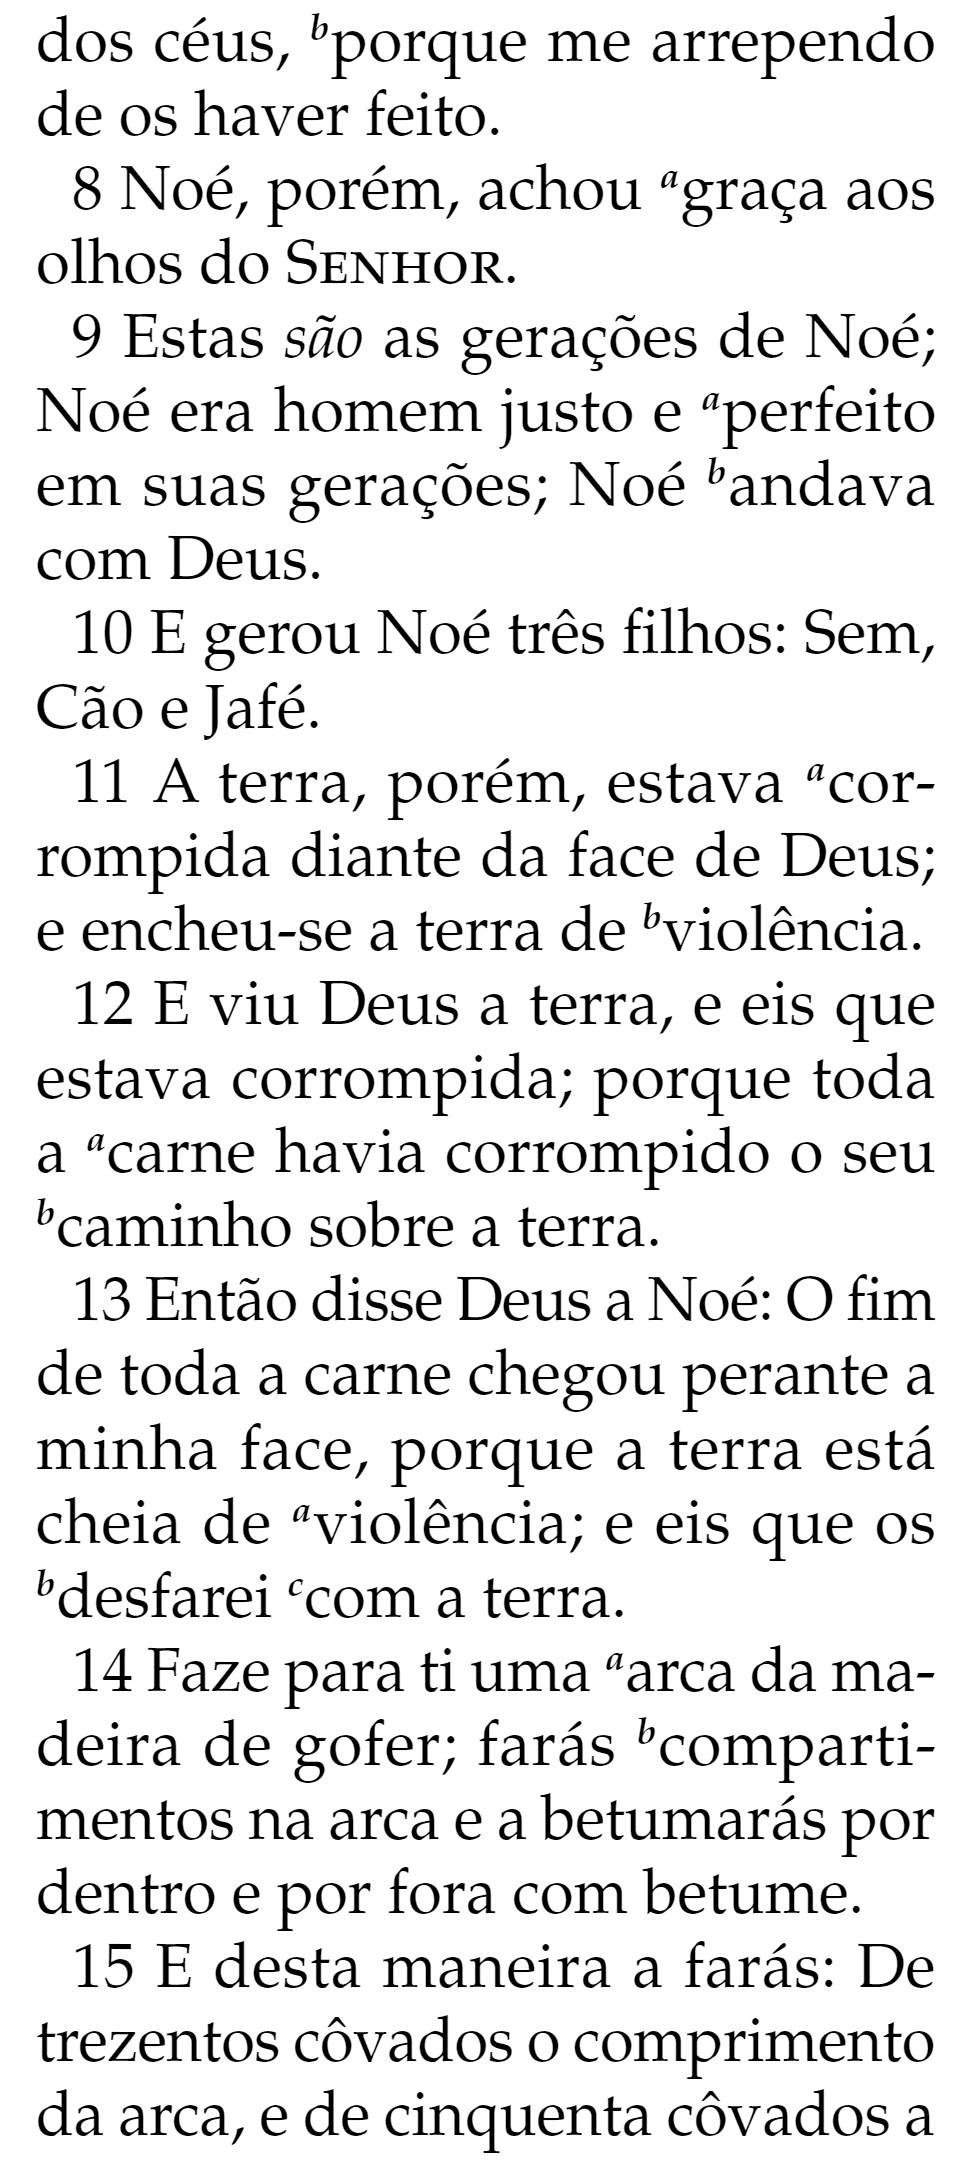 dos céus, bporque me arrependo
de os haver feito.
8 Noé, porém, achou agraça aos
olhos do SENHOR.
9 Estas são as gerações de Noé;
Noé era homem justo e aperfeito
em suas gerações; Noé bandava
com Deus.
10 E gerou Noé três filhos: Sem,
Cão e Jafé.
11 A terra, porém, estava acor-
rompida diante da face de Deus;
e encheu-se a terra de bviolência.
12 E viu Deus a terra, e eis que
estava corrompida; porque toda
a acarne havia corrompido o seu
bcaminho sobre a terra.
13 Então disse Deus a Noé: O fim
de toda a carne chegou perante a
minha face, porque a terra está
cheia de aviolência; e eis que os
bdesfarei ccom a terra.
14 Faze para ti uma aarca da ma-
deira de gofer; farás bcomparti-
mentos na arca e a betumarás por
dentro e por fora com betume.
15 E desta maneira a farás: De
trezentos côvados o comprimento
da arca, e de cinquenta côvados a